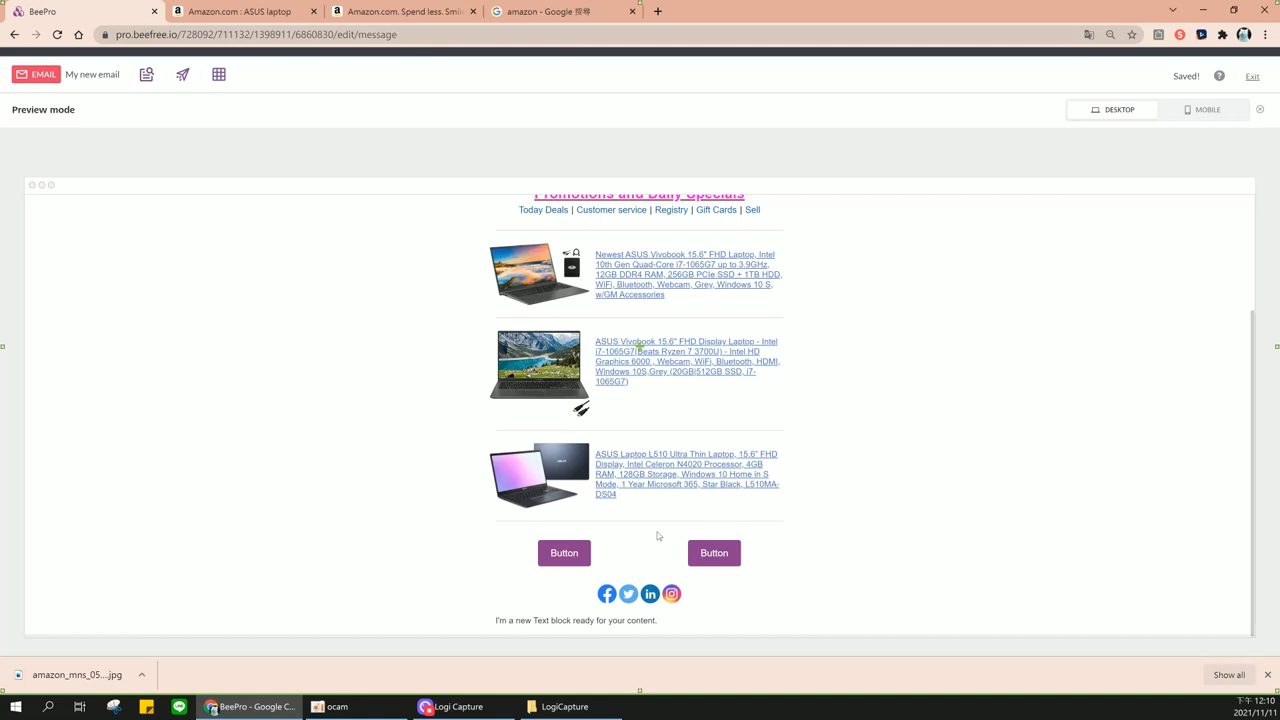 BeePro
Amazon.com : ASUS laptop
Amazon.com. Spend less. Smil
amazon - Google 搜尋
pro.beefree.io/728092/711132/1398911/6860830/edit/message
EMAIL
My new email
Saved!
?
Exit
Preview mode
DESKTOP
MOBILE
Promotions and Daily Specials
Today Deals | Customer service | Registry | Gift Cards | Sell
Newest ASUS Vivobook 15.6" FHD Laptop, Intel
10th Gen Quad-Core i7-1065G7 up to 3.9GHz,
12GB DDR4 RAM, 256GB PCIe SSD + 1TB HDD,
WiFi, Bluetooth, Webcam, Grey, Windows 10 S,
w/GM Accessories
ASUS Vivobook 15.6" FHD Display Laptop - Intel
i7-1065G7(Beats Ryzen 7 3700U) - Intel HD
Graphics 6000 , Webcam, WiFi, Bluetooth, HDMI,
Windows 10S,Grey (20GB|512GB SSD, i7-
1065G7)
ASUS Laptop L510 Ultra Thin Laptop, 15.6" FHD
Display, Intel Celeron N4020 Processor, 4GB
RAM, 128GB Storage, Windows 10 Home in S
Mode, 1 Year Microsoft 365, Star Black, L510MA-
DS04
Button
Button
I'm a new Text block ready for your content.
amazon_mns_05....jpg
Show all
BeePro - Google C...
ocam
Logi Capture
LogiCapture
下午 12:10
2021/11/11